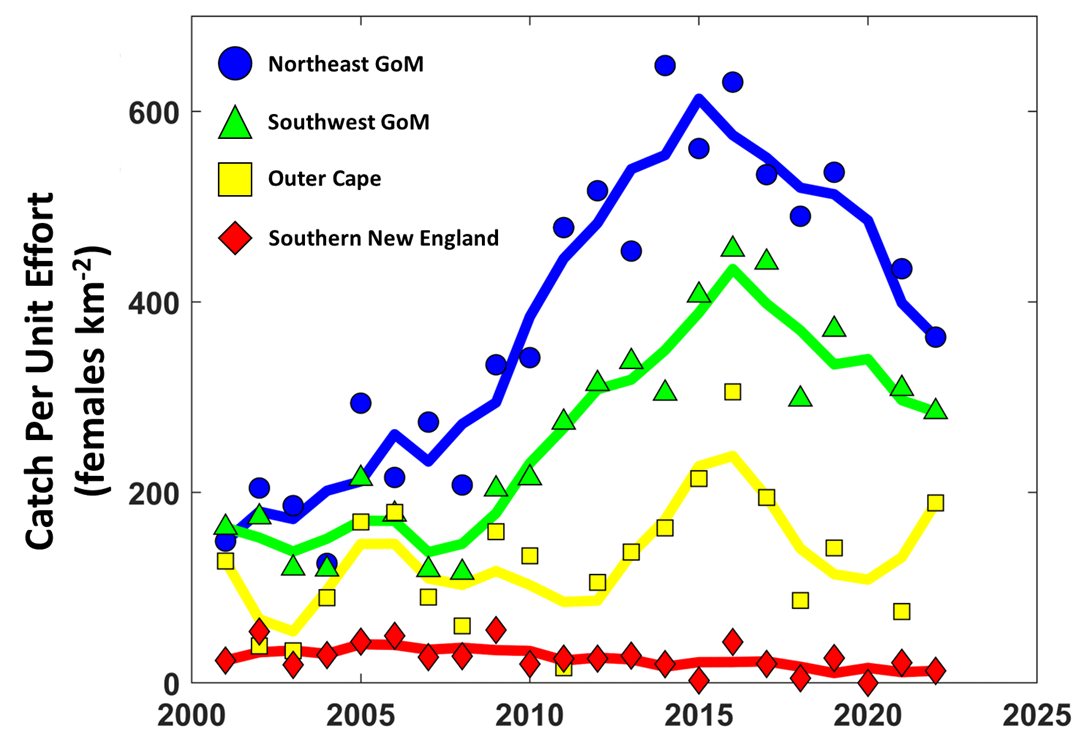 Northeast GoM
Southwest GoM
Outer Cape
Southern New England
Catch Per Unit Effort
(females km-2)
600
400
200
0
2000 2005 2010 2015 2020 2025